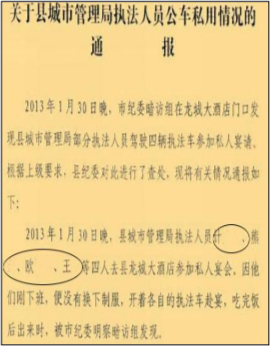 关于县城市管理局执法人员公车私用情况的
通 报
2013年1月30日晚，市纪委暗访组在龙城大酒店门口发
现县城市管理局部分执法人员驾驶四辆执法车参加私人宴请。
根据上级要求，县纪委对此进行了查处，现将有关情况通报如
下：
2013年1月30日晚，县城市管理局执法人员叶 、熊
、欧 、王 等四人去县龙城大酒店参加私人宴会。因他
们刚下班，便没有换下制服，开着各自的执法车赴宴，吃完饭
后出来时，被市纪委明察暗访组发现。